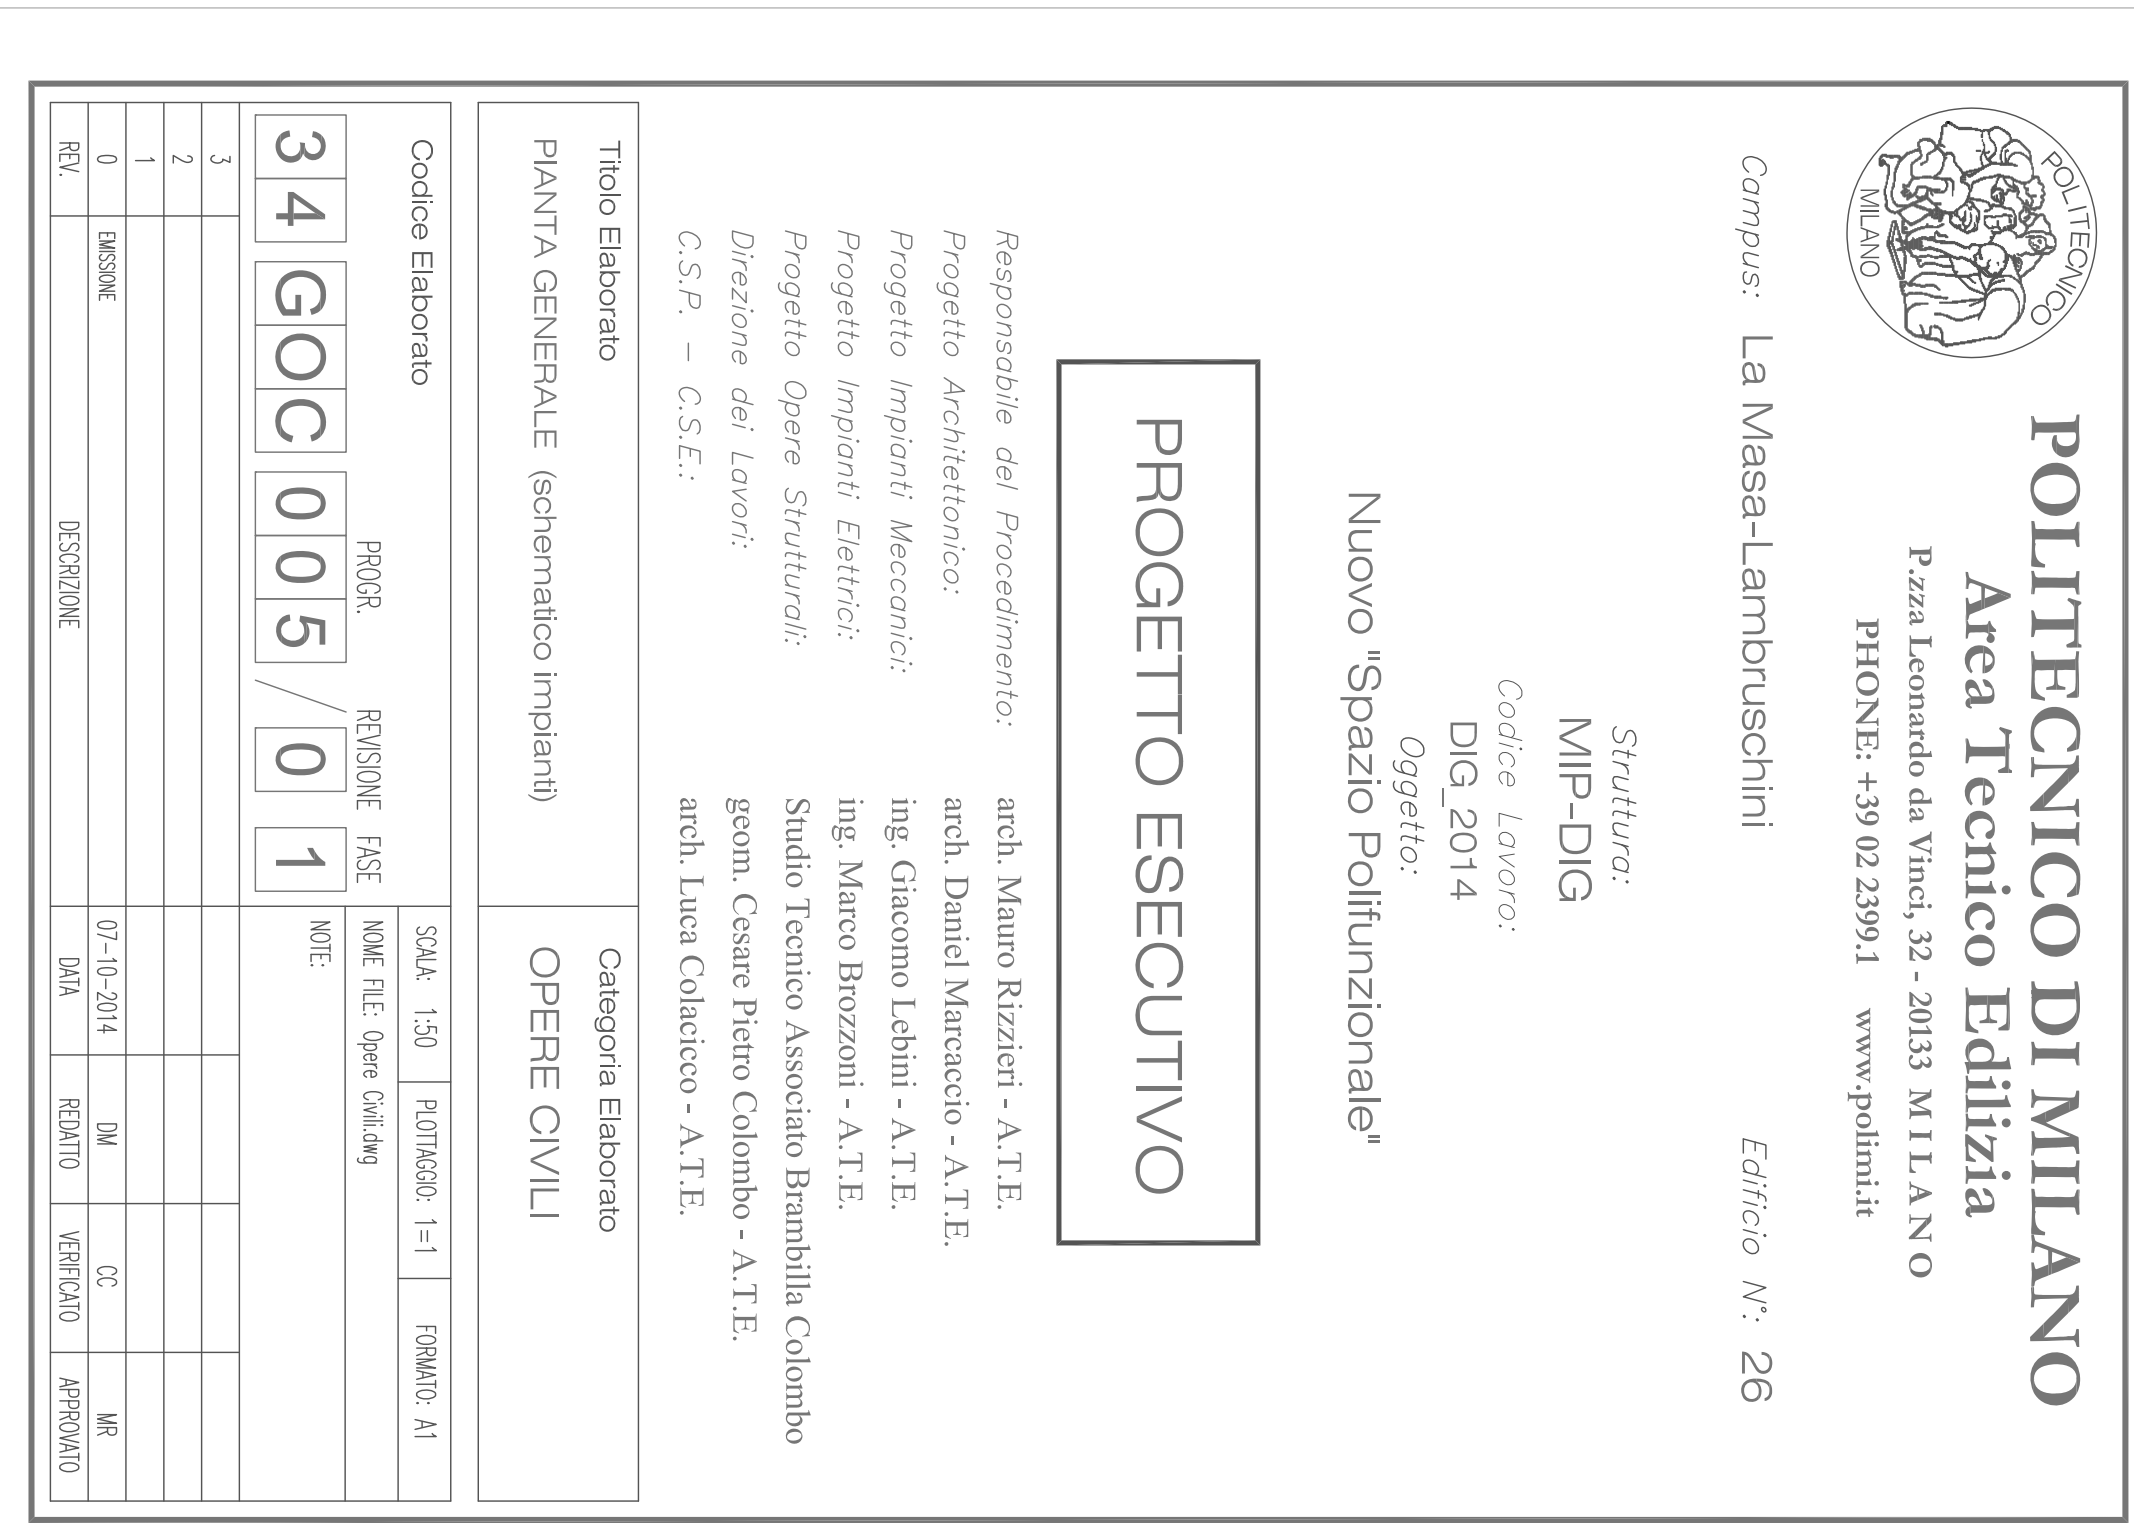 POLITECNICO MILANO
POLITECNICO DI MILANO
Area Tecnico Edilizia
P.zza Leonardo da Vinci, 32 - 20133 M I L A N O
PHONE: +39 02 2399.1 www.polimi.it
Campus: La Masa-Lambruschini Edificio N°: 26
Struttura:
MIP-DIG
Codice Lavoro:
DIG_2014
Oggetto:
Nuovo "Spazio Polifunzionale"
PROGETTO ESECUTIVO
Responsabile del Procedimento: arch. Mauro Rizzieri - A.T.E.
Progetto Architettonico: arch. Daniel Marcaccio - A.T.E.
Progetto Impianti Meccanici: ing. Giacomo Lebini - A.T.E.
Progetto Impianti Elettrici: ing. Marco Brozzoni - A.T.E.
Progetto Opere Strutturali: Studio Tecnico Associato Brambilla Colombo
Direzione dei Lavori: geom. Cesare Pietro Colombo - A.T.E.
C.S.P. - C.S.E.: arch. Luca Colacicco - A.T.E.
Titolo Elaborato Categoria Elaborato
PIANTA GENERALE (schematico impianti) OPERE CIVILI
Codice Elaborato SCALA: 1:50 PLOTTAGGIO: 1=1 FORMATO: A1
PROGR. REVISIONE FASE NOME FILE: Opere Civili.dwg
34 GOC 005 / 0 1 NOTE:
3
2
1
0 EMISSIONE 07-10-2014 DM CC MR
REV. DESCRIZIONE DATA REDATTO VERIFICATO APPROVATO